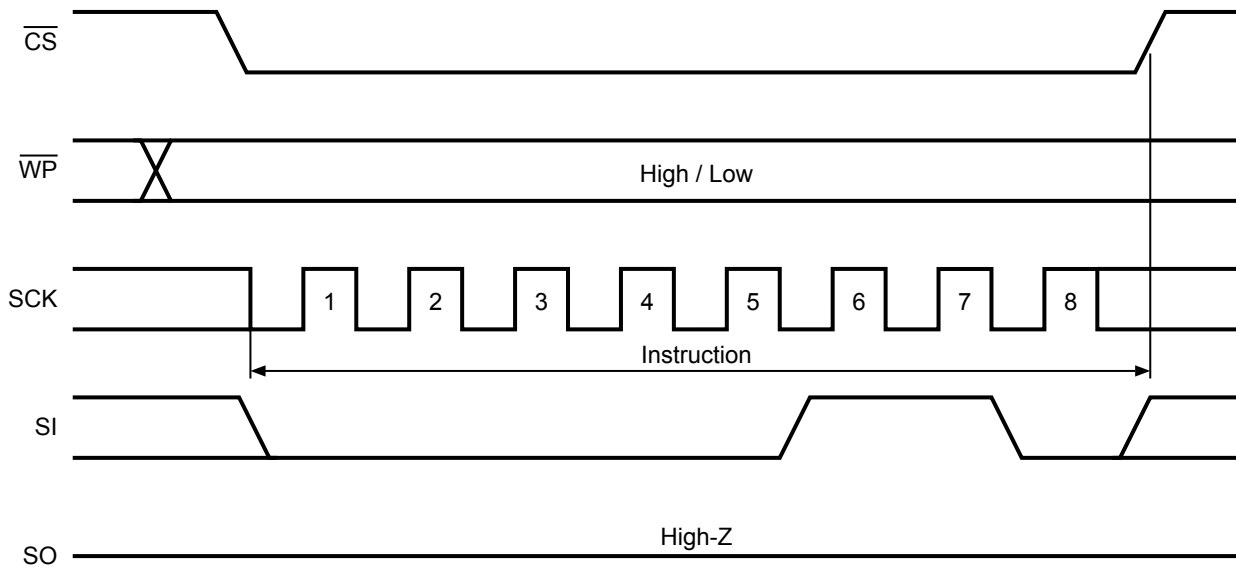 CS
WP
High / Low
SCK
1 2 3 4 5 6 7 8
Instruction
SI
High-Z
SO